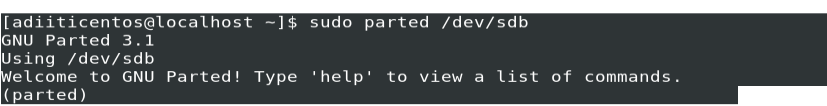 [adiiticentos@localhost ~]$ sudo parted /dev/sdb
GNU Parted 3.1
Using /dev/sdb
Welcome to GNU Parted! Type 'help' to view a list of commands.
(parted)